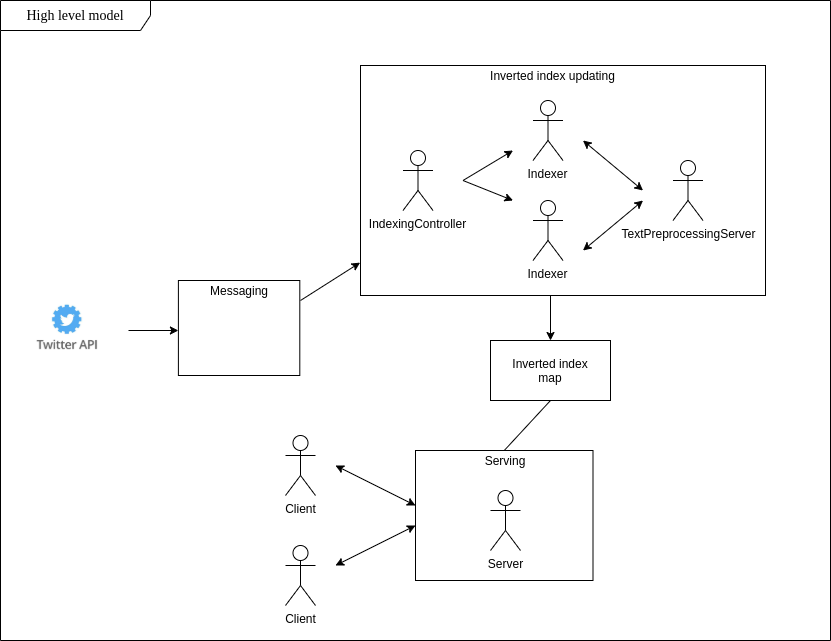 High level model
Inverted index updating
Indexer
IndexingController
TextPreprocessingServer
Indexer
Messaging
Twitter API
Inverted index
map
Serving
Client
Server
Client